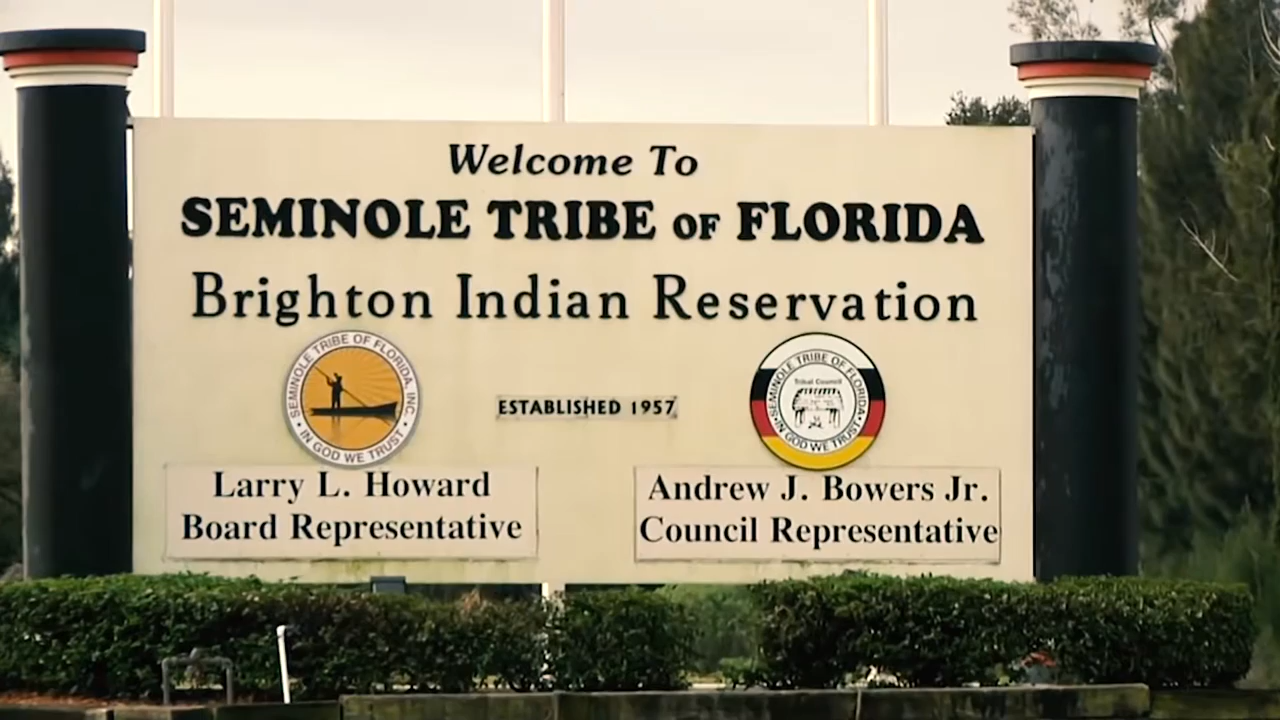 Welcome To
SEMINOLE TRIBE OF FLORIDA
Brighton Indian Reservation
SEMINOLE TRIBE OF FLORIDA, INC.
• IN GOD WE TRUST •
ESTABLISHED 1957
SEMINOLE TRIBE OF FLORIDA
Tribal Council
• IN GOD WE TRUST •
Larry L. Howard
Board Representative
Andrew J. Bowers Jr.
Council Representative